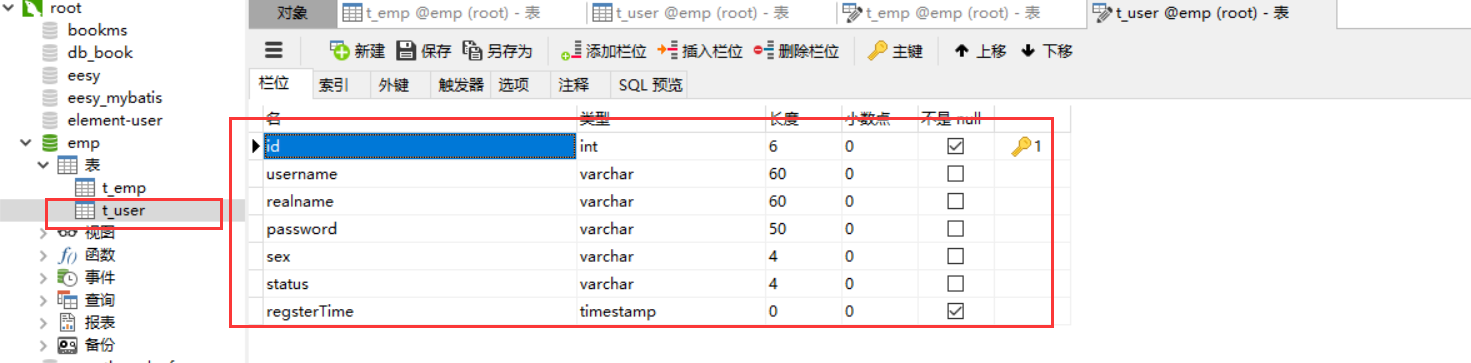 root
bookms
db_book
eesy
eesy_mybatis
element-user
emp
表
t_emp
t_user
视图
函数
事件
查询
报表
备份
对象 t_emp @emp (root) - 表 t_user @emp (root) - 表 t_emp @emp (root) - 表 t_user @emp (root) - 表
新建 保存 另存为 添加栏位 插入栏位 删除栏位 主键 上移 下移
栏位 索引 外键 触发器 选项 注释 SQL 预览
名 类型 长度 小数点 不是 null
id int 6 0 1
username varchar 60 0
realname varchar 60 0
password varchar 50 0
sex varchar 4 0
status varchar 4 0
regsterTime timestamp 0 0